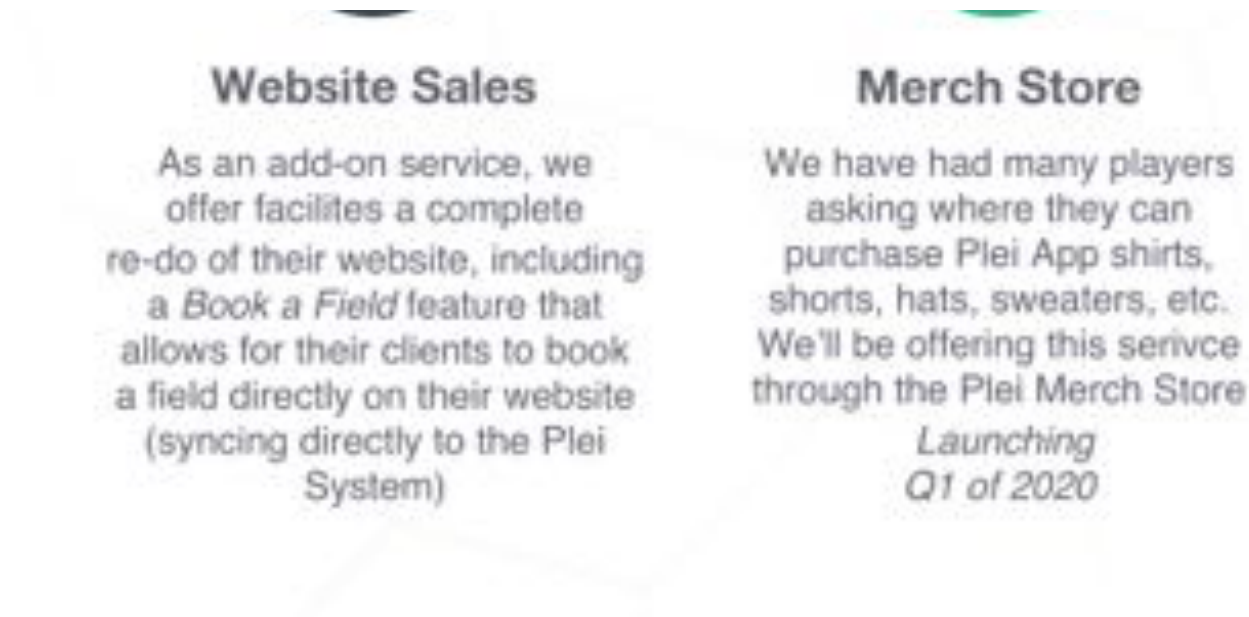 Website Sales
As an add-on service, we
offer facilites a complete
re-do of their website, including
a Book a Field feature that
allows for their clients to book
a field directly on their website
(syncing directly to the Plei
System)
Merch Store
We have had many players
asking where they can
purchase Plei App shirts,
shorts, hats, sweaters, etc.
We'll be offering this serivce
through the Plei Merch Store
Launching
Q1 of 2020